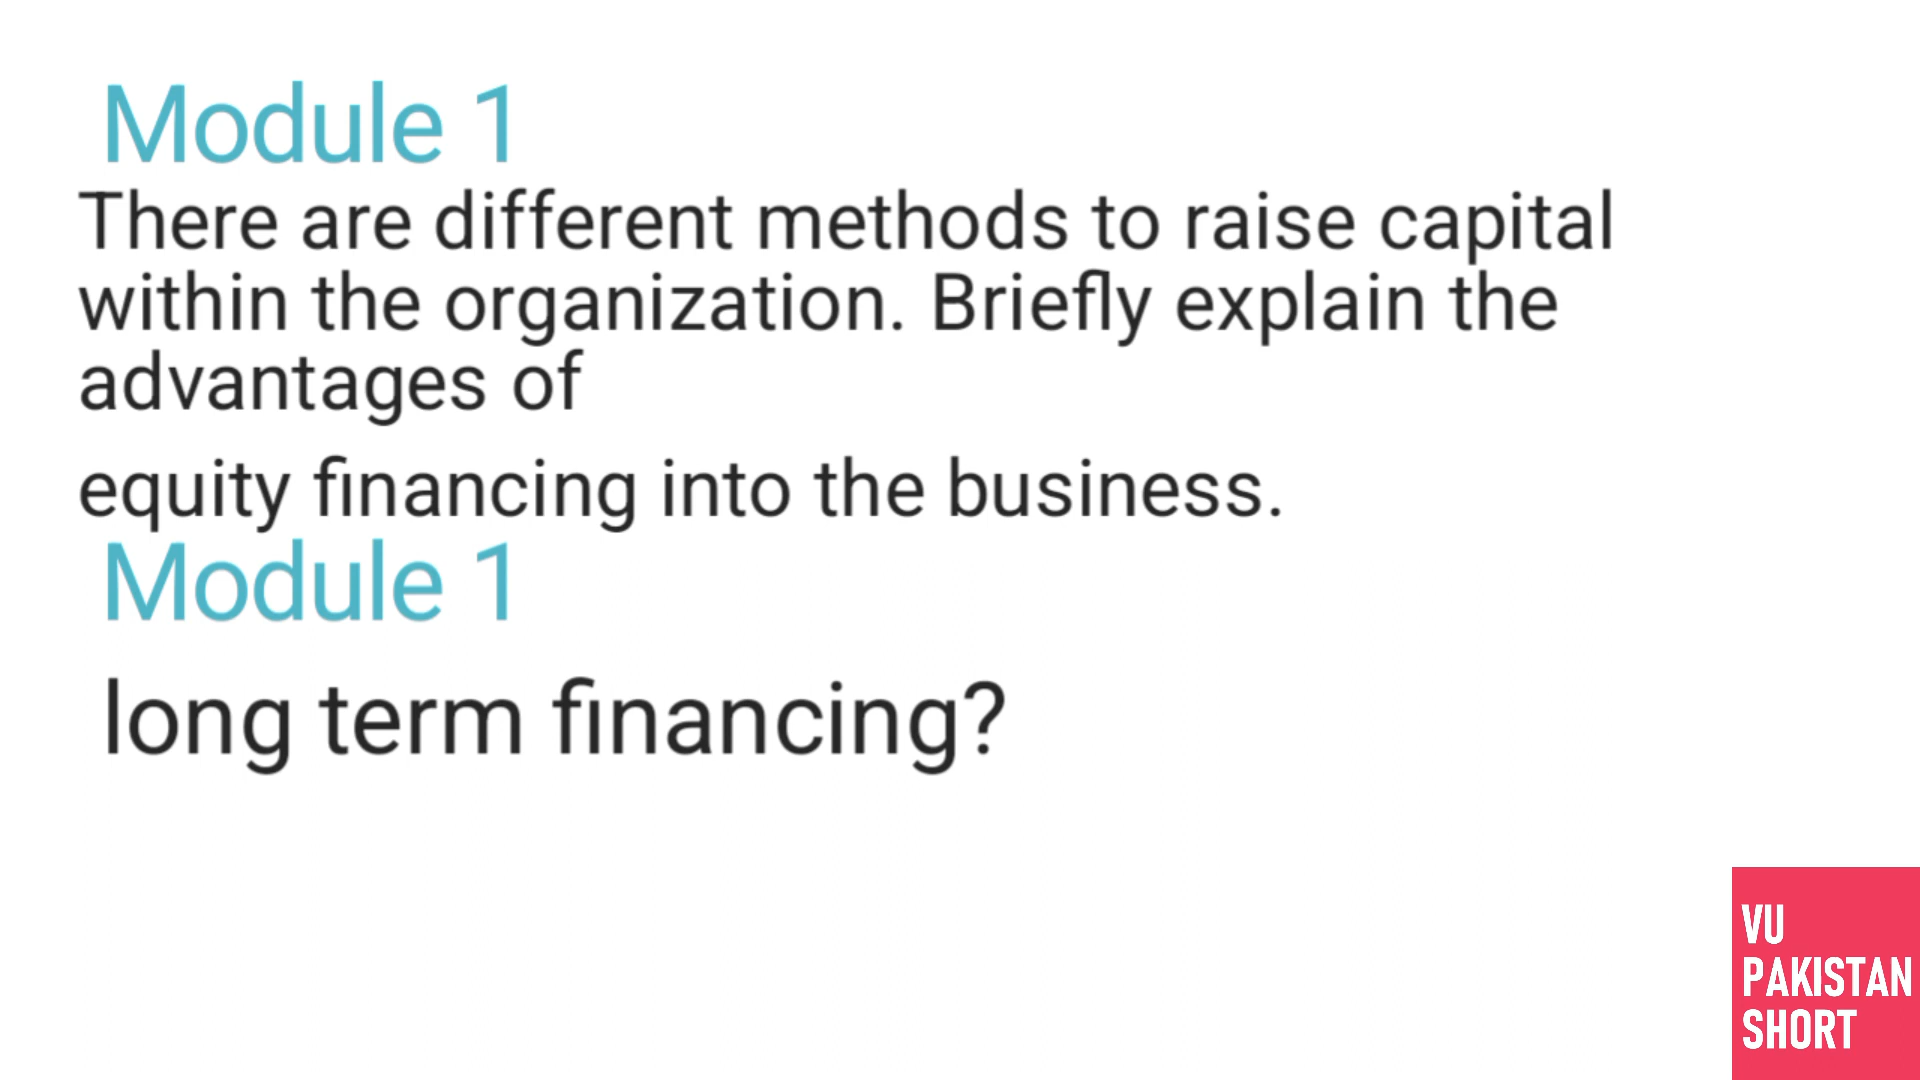 Module 1
There are different methods to raise capital
within the organization. Briefly explain the
advantages of
equity financing into the business.
Module 1
long term financing?
VU
PAKISTAN
SHORT